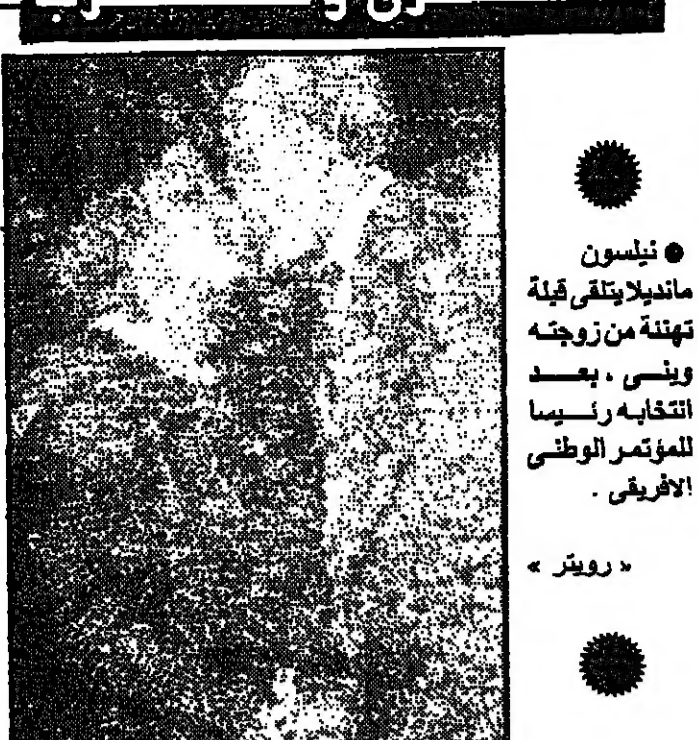 ● نيلسون
مانديلا يتلقى قبلة
تهنئة من زوجته
وينى ، بعد
انتخابه رئيسا
للمؤتمر الوطنى
الافريقى .
« رويتر »